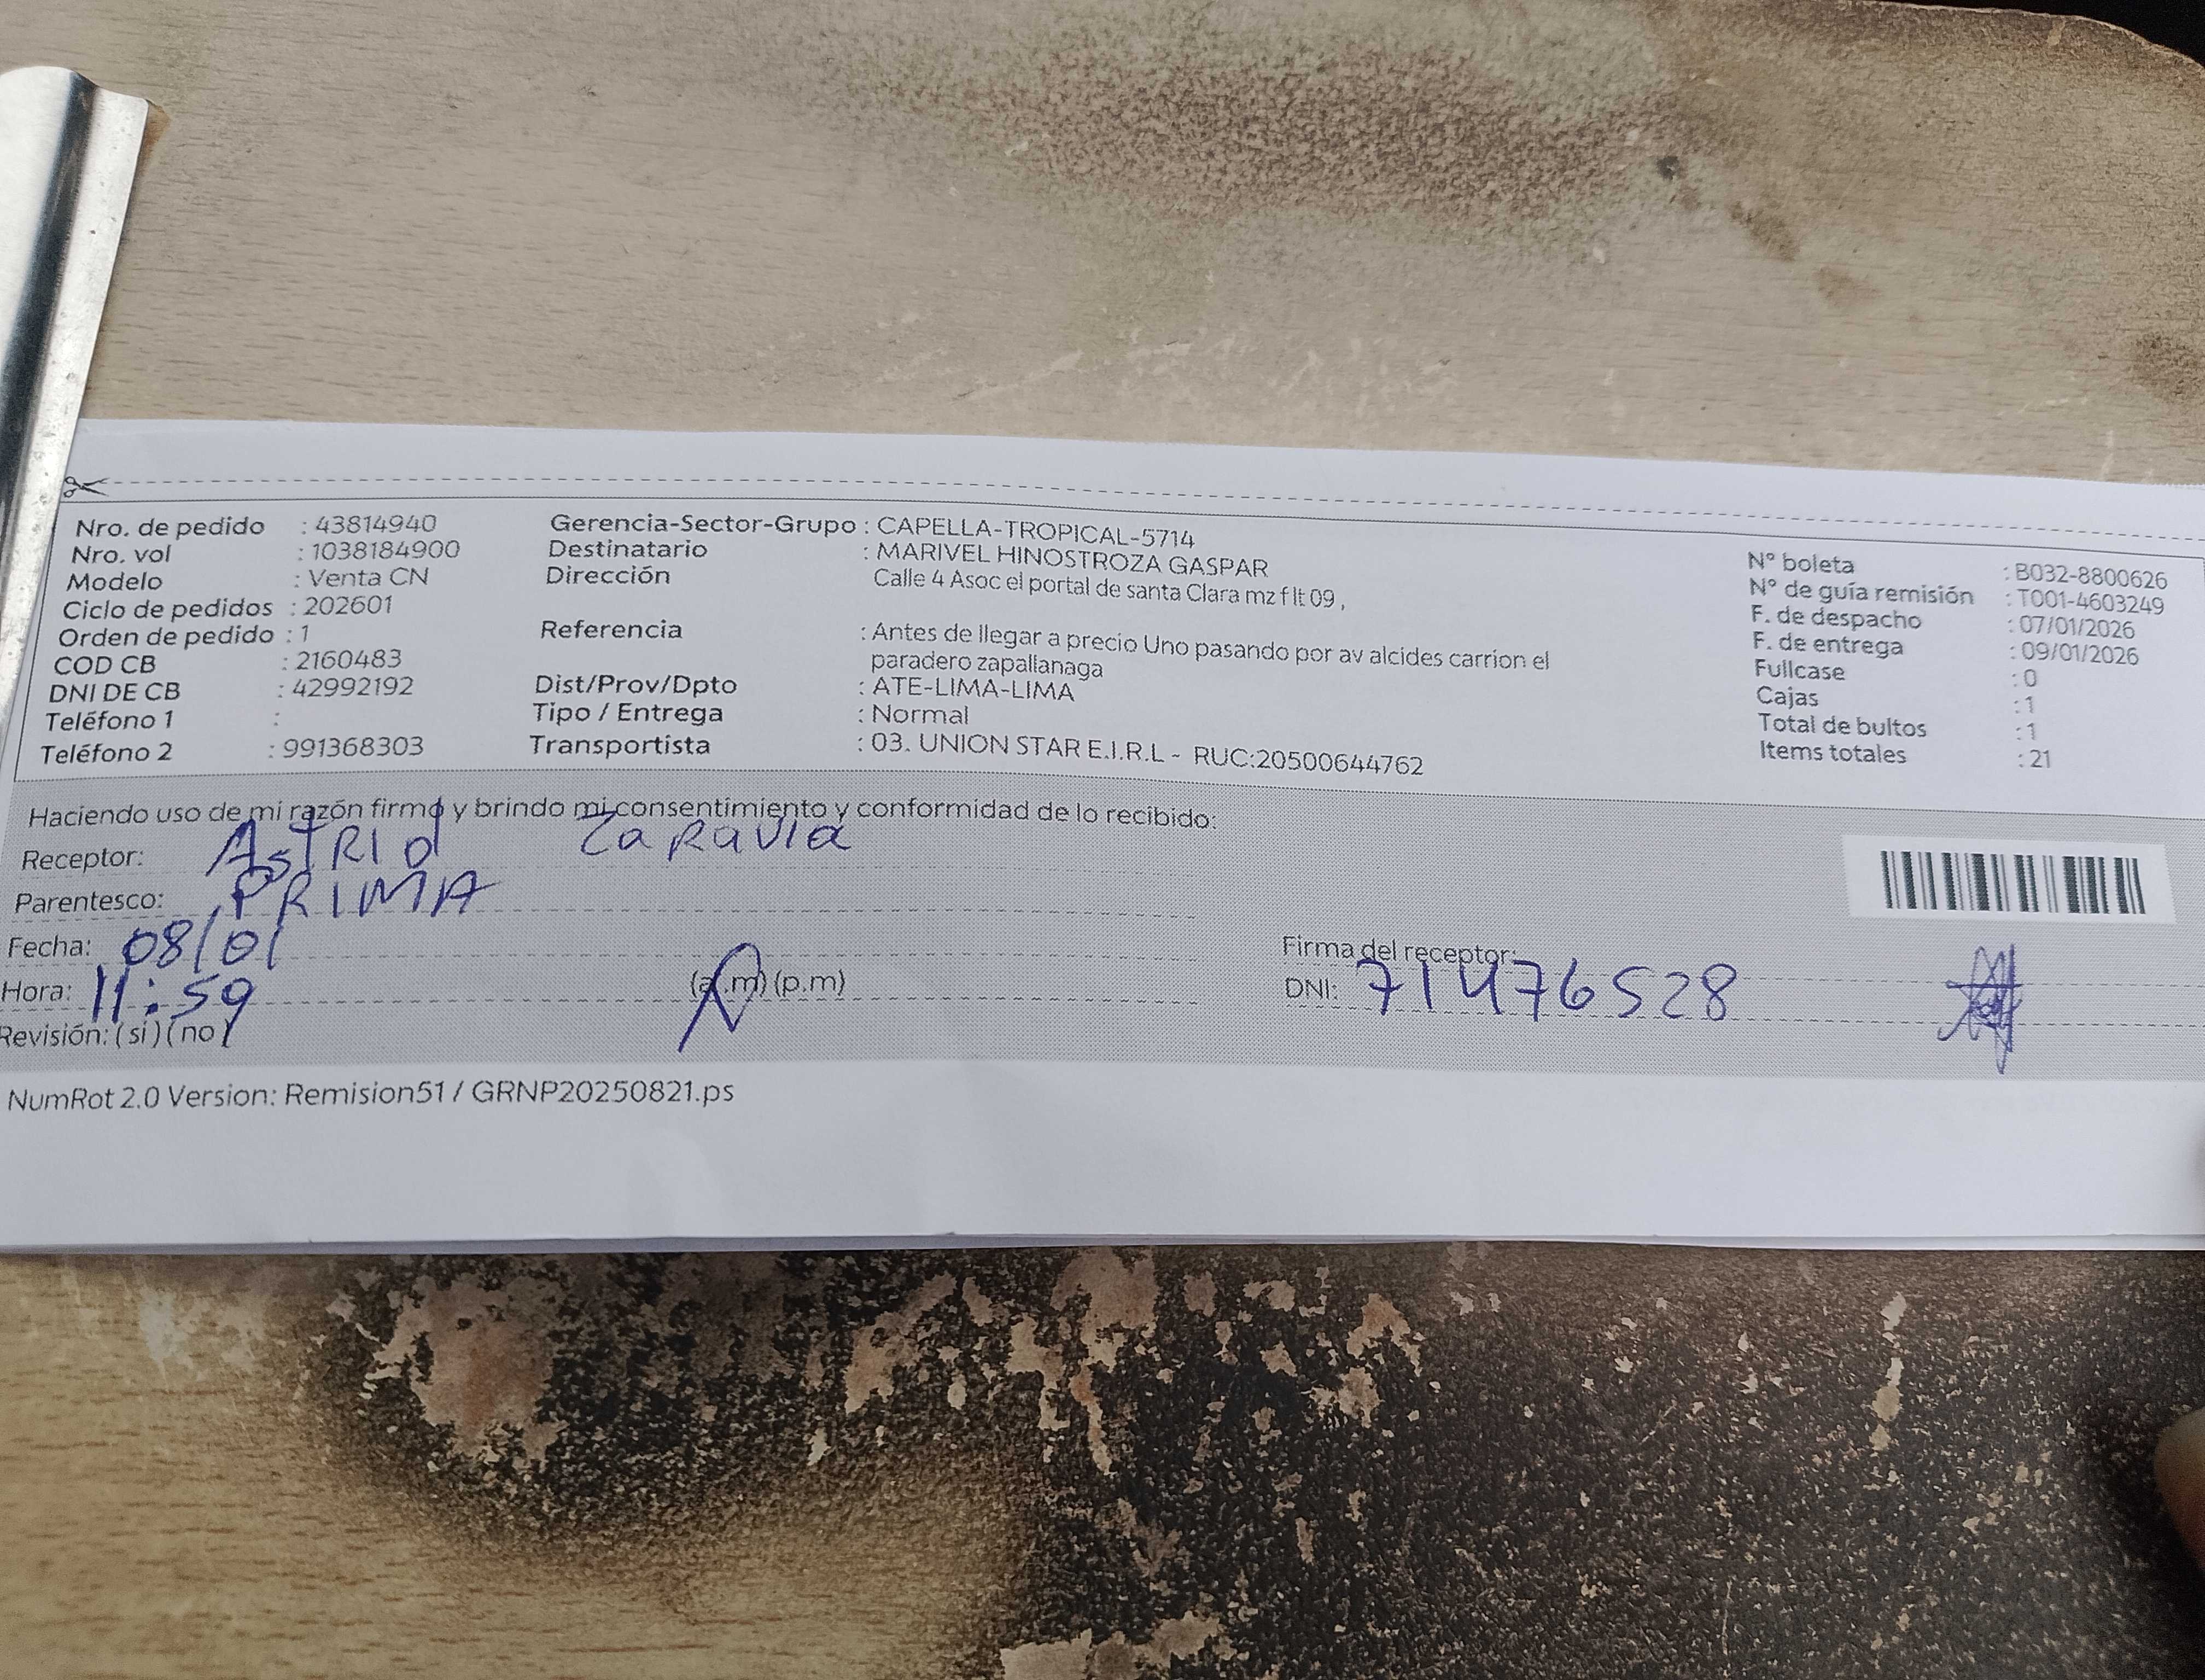 Nro. de pedido : 43814940
Nro. vol : 1038184900
Modelo : Venta CN
Ciclo de pedidos : 202601
Orden de pedido : 1
COD CB : 2160483
DNI DE CB : 42992192
Teléfono 1 :
Teléfono 2 : 991368303
Gerencia-Sector-Grupo : CAPELLA-TROPICAL-5714
Destinatario : MARIVEL HINOSTROZA GASPAR
Dirección Calle 4 Asoc el portal de santa Clara mz f lt 09 ,
Referencia : Antes de llegar a precio Uno pasando por av alcides carrion el
paradero zapallanaga
Dist/Prov/Dpto : ATE-LIMA-LIMA
Tipo / Entrega : Normal
Transportista : 03. UNION STAR E.I.R.L - RUC:20500644762
N° boleta : B032-8800626
N° de guía remisión : T001-4603249
F. de despacho : 07/01/2026
F. de entrega : 09/01/2026
Fullcase : 0
Cajas : 1
Total de bultos : 1
Items totales : 21
Haciendo uso de mi razón firmo y brindo mi consentimiento y conformidad de lo recibido:
Receptor: AsTRId ZaRavia
Parentesco: PRIMA
Fecha: 08/01
Hora: 11:59 (a.m) (p.m)
Revisión: ( si ) ( no )
Firma del receptor:
DNI: 71476528
NumRot 2.0 Version: Remision51 / GRNP20250821.ps